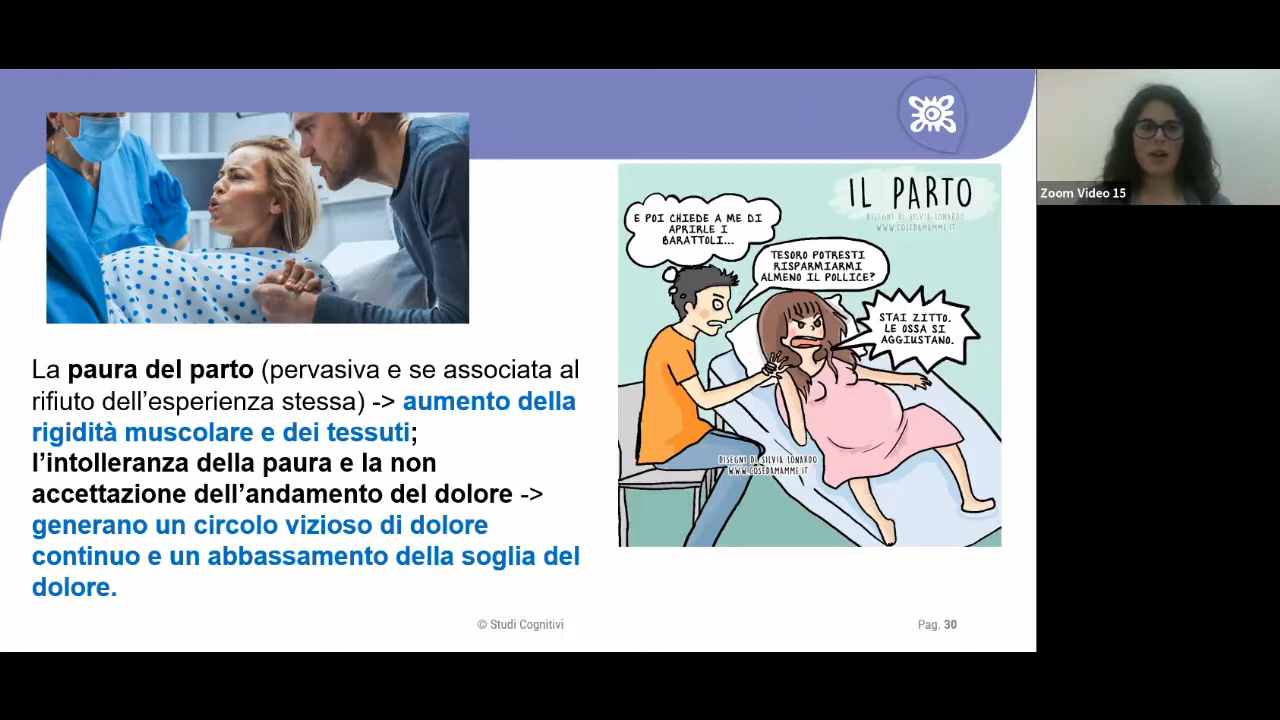 IL PARTO
DISEGNI DI SILVIA LONARDO
WWW.COSEDAMAMME.IT
E POI CHIEDE A ME DI
APRIRLE I
BARATTOLI...
TESORO POTRESTI
RISPARMIARMI
ALMENO IL POLLICE?
STAI ZITTO.
LE OSSA SI
AGGIUSTANO.
DISEGNI DI SILVIA LONARDO
WWW.COSEDAMAMME.IT
La paura del parto (pervasiva e se associata al
rifiuto dell’esperienza stessa) -> aumento della
rigidità muscolare e dei tessuti;
l’intolleranza della paura e la non
accettazione dell’andamento del dolore ->
generano un circolo vizioso di dolore
continuo e un abbassamento della soglia del
dolore.
© Studi Cognitivi
Pag. 30
Zoom Video 15